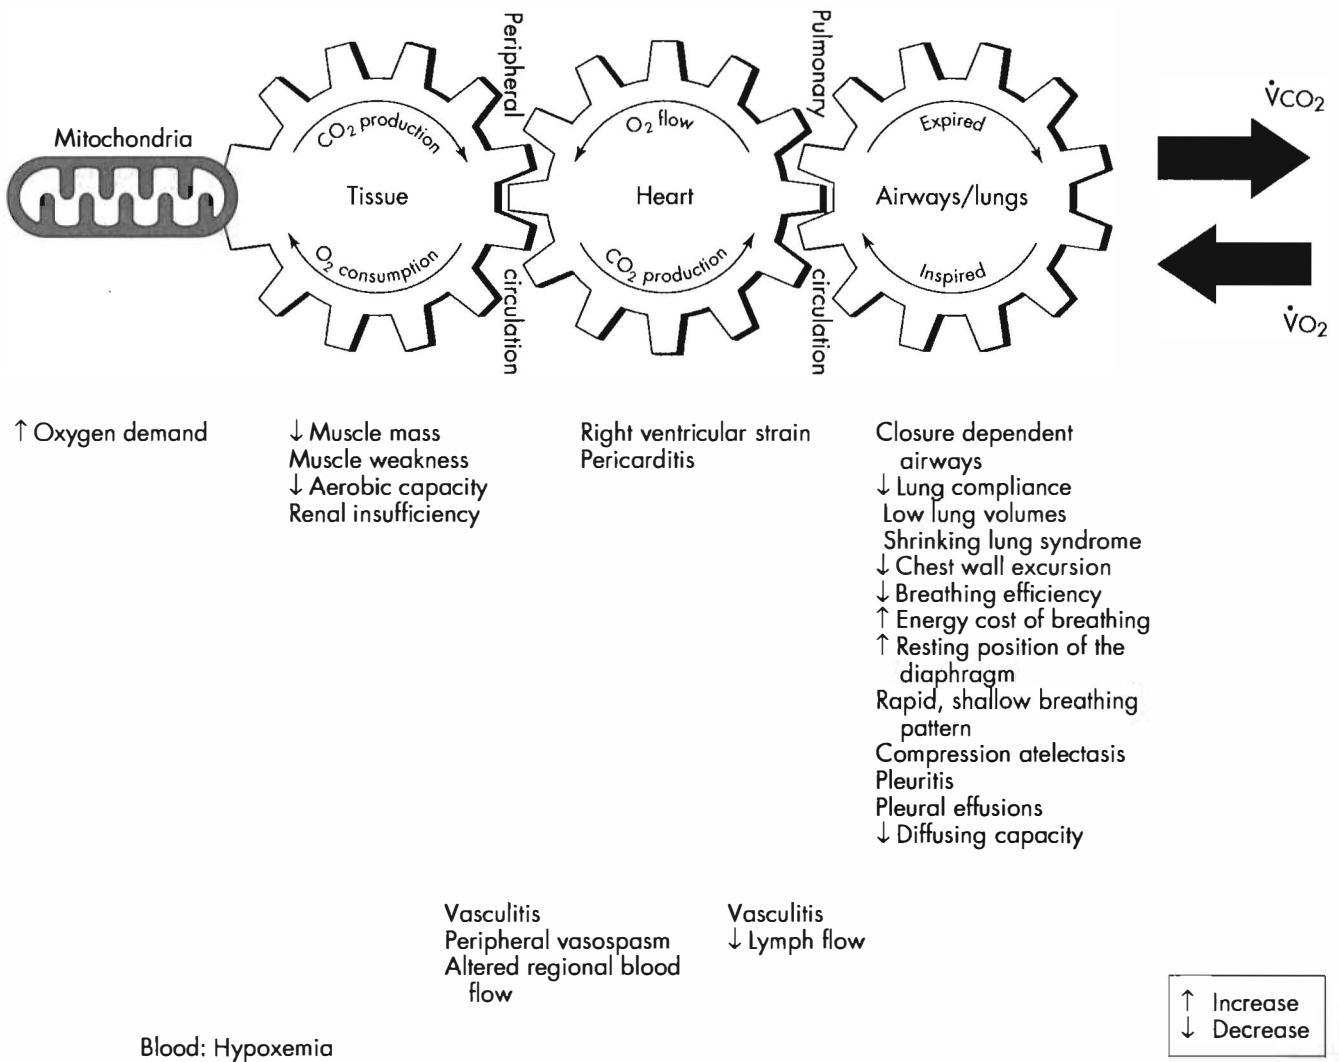 Peripheral
circulation
Pulmonary
circulation
Mitochondria
CO2 production
Tissue
O2 consumption
O2 flow
Heart
CO2 production
Expired
Airways/lungs
Inspired
V̇CO2
V̇O2
↑ Oxygen demand
↓ Muscle mass
Muscle weakness
↓ Aerobic capacity
Renal insufficiency
Right ventricular strain
Pericarditis
Closure dependent
airways
↓ Lung compliance
Low lung volumes
Shrinking lung syndrome
↓ Chest wall excursion
↓ Breathing efficiency
↑ Energy cost of breathing
↑ Resting position of the
diaphragm
Rapid, shallow breathing
pattern
Compression atelectasis
Pleuritis
Pleural effusions
↓ Diffusing capacity
Vasculitis
Peripheral vasospasm
Altered regional blood
flow
Vasculitis
↓ Lymph flow
↑ Increase
↓ Decrease
Blood: Hypoxemia